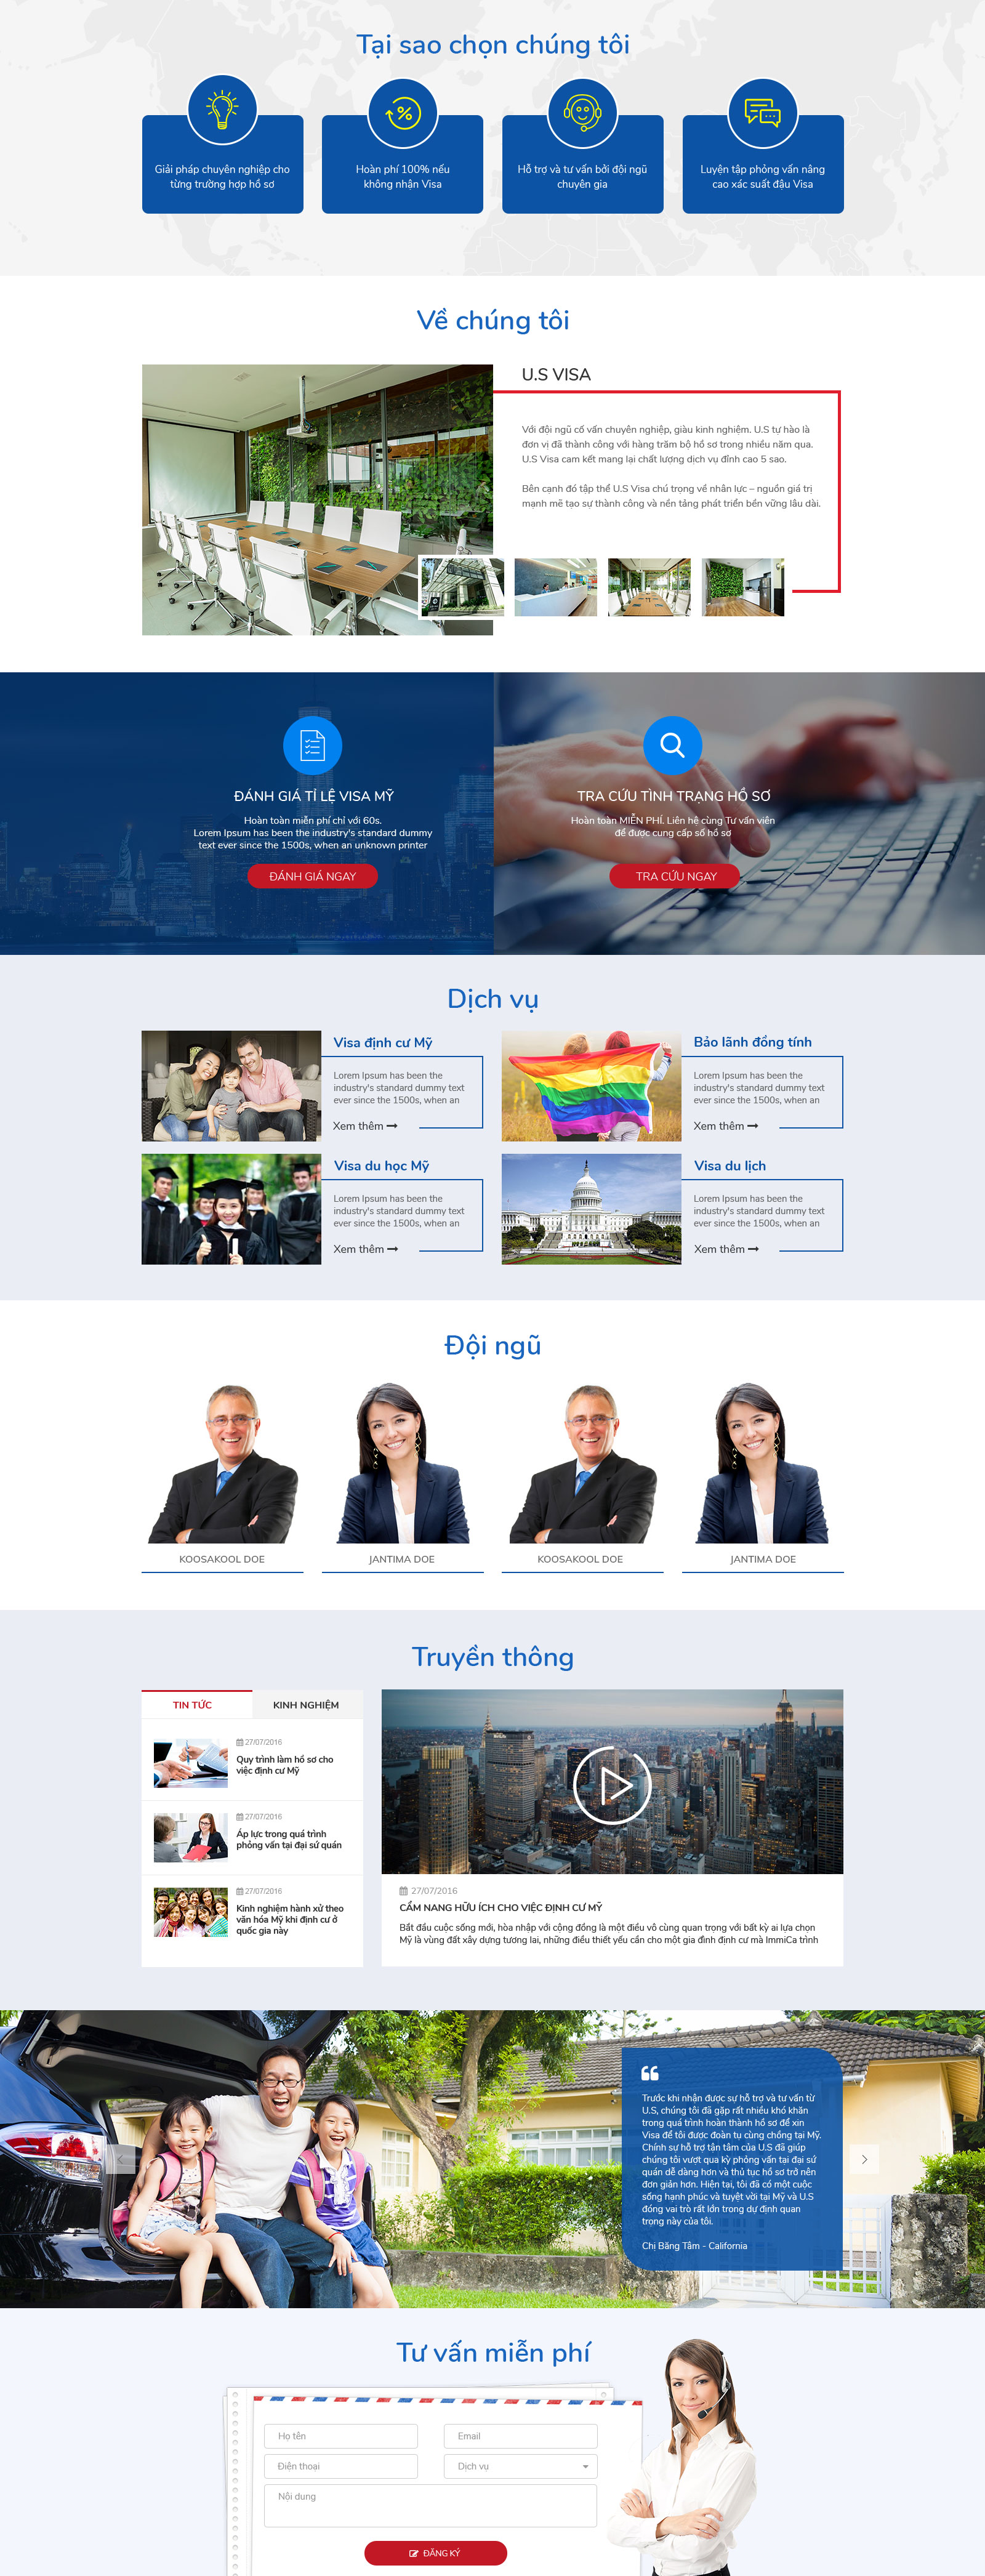 Tại sao chọn chúng tôi
Giải pháp chuyên nghiệp cho
từng trường hợp hồ sơ
Hoàn phí 100% nếu
không nhận Visa
Hỗ trợ và tư vấn bởi đội ngũ
chuyên gia
Luyện tập phỏng vấn nâng
cao xác suất đậu Visa
Về chúng tôi
U.S VISA
Với đội ngũ cố vấn chuyên nghiệp, giàu kinh nghiệm. U.S tự hào là
đơn vị đã thành công với hàng trăm bộ hồ sơ trong nhiều năm qua.
U.S Visa cam kết mang lại chất lượng dịch vụ đỉnh cao 5 sao.
Bên cạnh đó tập thể U.S Visa chú trọng về nhân lực – nguồn giá trị
mạnh mẽ tạo sự thành công và nền tảng phát triển bền vững lâu dài.
ĐÁNH GIÁ TỈ LỆ VISA MỸ
Hoàn toàn miễn phí chỉ với 60s.
Lorem Ipsum has been the industry's standard dummy
text ever since the 1500s, when an unknown printer
ĐÁNH GIÁ NGAY
TRA CỨU TÌNH TRẠNG HỒ SƠ
Hoàn toàn MIỄN PHÍ. Liên hệ cùng Tư vấn viên
để được cung cấp số hồ sơ
TRA CỨU NGAY
Dịch vụ
Visa định cư Mỹ
Lorem Ipsum has been the
industry's standard dummy text
ever since the 1500s, when an
Xem thêm
Bảo lãnh đồng tính
Lorem Ipsum has been the
industry's standard dummy text
ever since the 1500s, when an
Xem thêm
Visa du học Mỹ
Lorem Ipsum has been the
industry's standard dummy text
ever since the 1500s, when an
Xem thêm
Visa du lịch
Lorem Ipsum has been the
industry's standard dummy text
ever since the 1500s, when an
Xem thêm
Đội ngũ
KOOSAKOOL DOE
JANTIMA DOE
KOOSAKOOL DOE
JANTIMA DOE
Truyền thông
TIN TỨC
KINH NGHIỆM
27/07/2016
Quy trình làm hồ sơ cho
việc định cư Mỹ
27/07/2016
Áp lực trong quá trình
phỏng vấn tại đại sứ quán
27/07/2016
Kinh nghiệm hành xử theo
văn hóa Mỹ khi định cư ở
quốc gia này
27/07/2016
CẨM NANG HỮU ÍCH CHO VIỆC ĐỊNH CƯ MỸ
Bắt đầu cuộc sống mới, hòa nhập với cộng đồng là một điều vô cùng quan trọng với bất kỳ ai lựa chọn
Mỹ là vùng đất xây dựng tương lai, những điều thiết yếu cần cho một gia đình định cư mà ImmiCa trình
Trước khi nhận được sự hỗ trợ và tư vấn từ
U.S, chúng tôi đã gặp rất nhiều khó khăn
trong quá trình hoàn thành hồ sơ để xin
Visa để tôi được đoàn tụ cùng chồng tại Mỹ.
Chính sự hỗ trợ tận tâm của U.S đã giúp
chúng tôi vượt qua kỳ phỏng vấn tại đại sứ
quán dễ dàng hơn và thủ tục hồ sơ trở nên
đơn giản hơn. Hiện tại, tôi đã có một cuộc
sống hạnh phúc và tuyệt vời tại Mỹ và U.S
đóng vai trò rất lớn trong dự định quan
trọng này của tôi.
Chị Băng Tâm - California
Tư vấn miễn phí
Họ tên
Email
Điện thoại
Dịch vụ
Nội dung
ĐĂNG KÝ